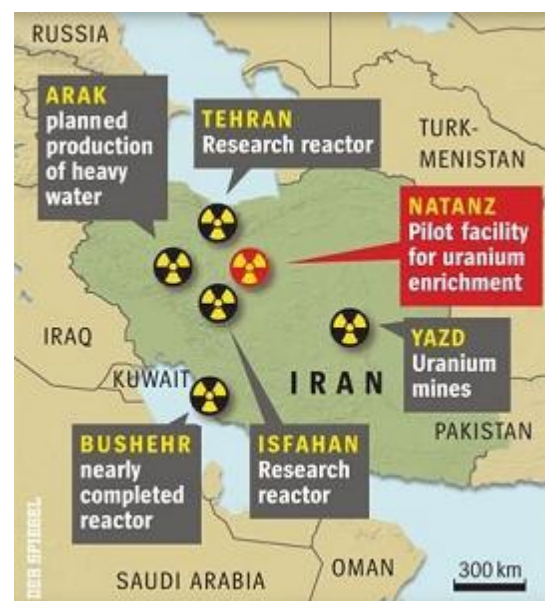 RUSSIA
ARAK
planned
production
of heavy
water
TEHRAN
Research reactor
TURK-
MENISTAN
NATANZ
Pilot facility
for uranium
enrichment
IRAQ
KUWAIT
IRAN
YAZD
Uranium
mines
PAKISTAN
BUSHEHR
nearly
completed
reactor
ISFAHAN
Research
reactor
DER SPIEGEL
SAUDI ARABIA
OMAN
300 km